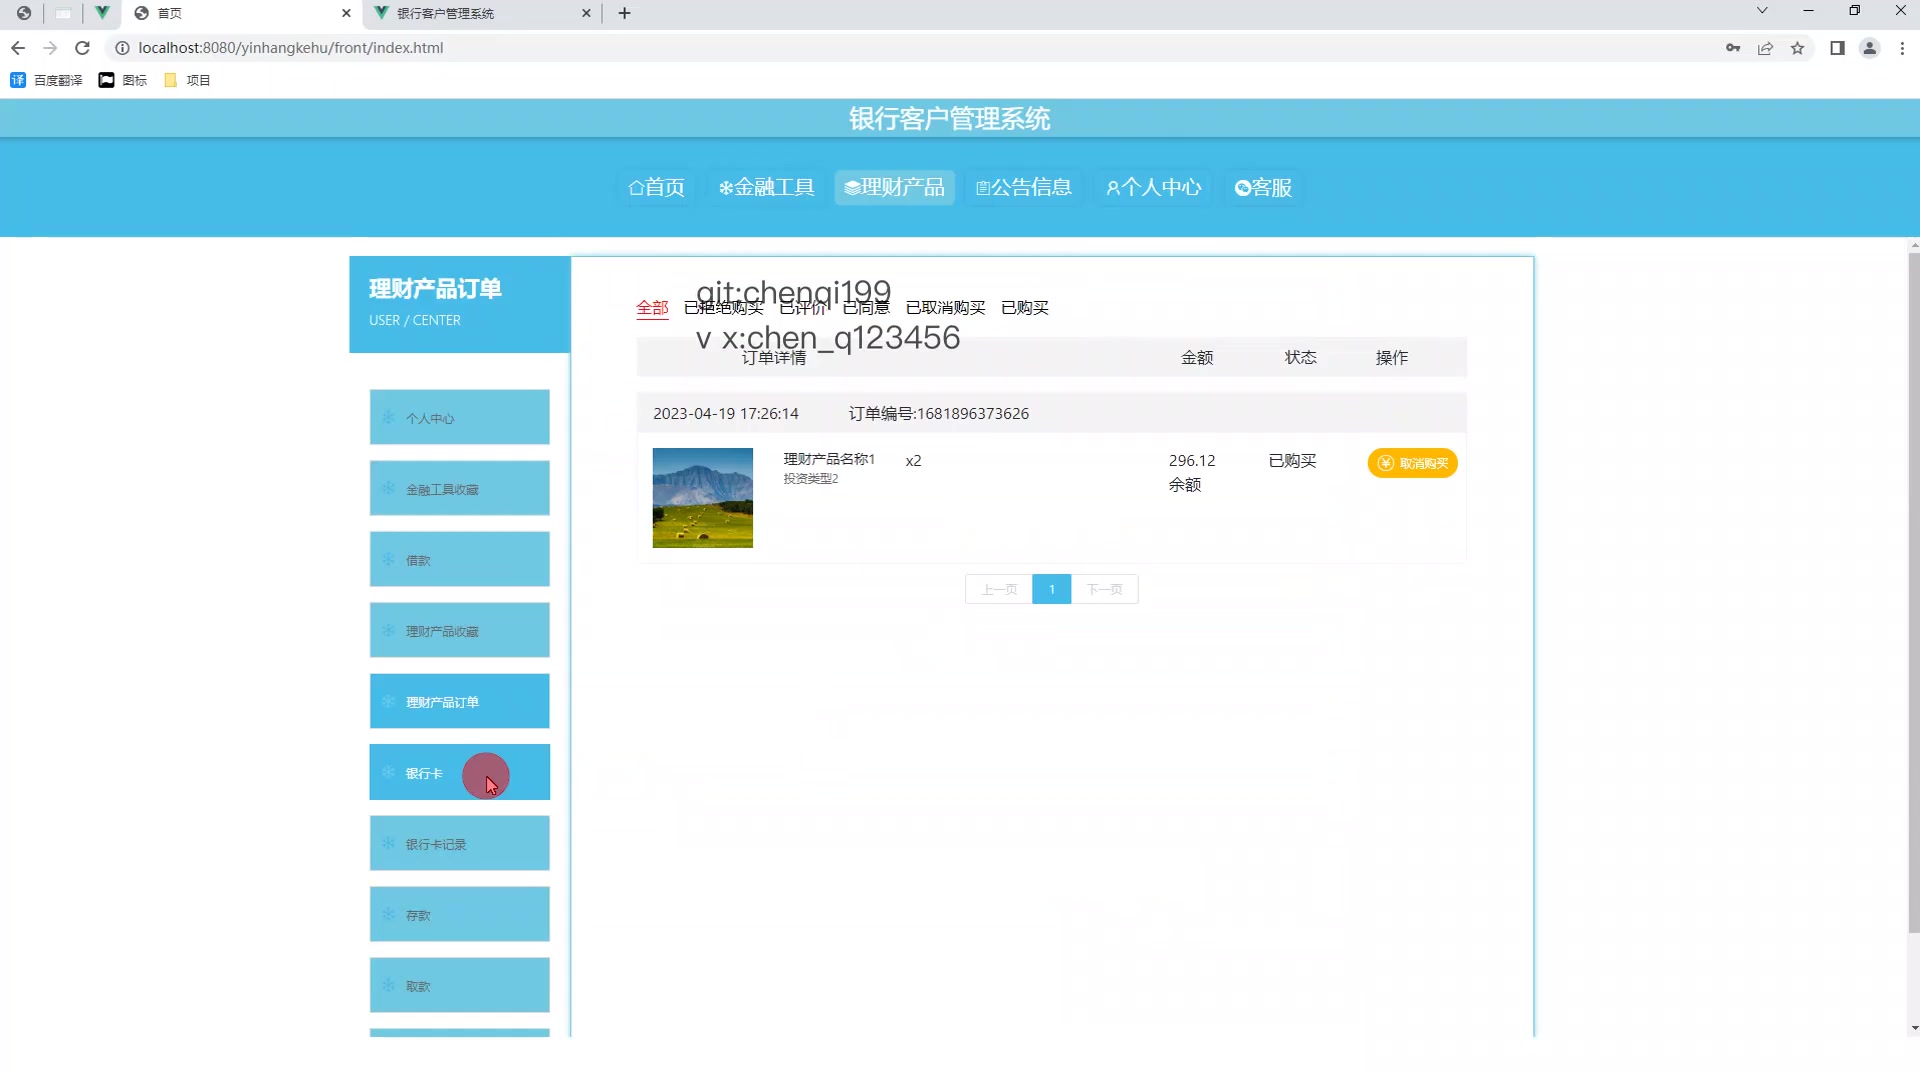 首页
银行客户管理系统
localhost:8080/yinhangkehu/front/index.html
百度翻译
图标
项目
银行客户管理系统
首页 金融工具 理财产品 公告信息 个人中心 客服
理财产品订单
USER / CENTER
个人中心
金融工具收藏
借款
理财产品收藏
理财产品订单
银行卡
银行卡记录
存款
取款
git:chenqi199
全部 已拒绝购买 已评价 已同意 已取消购买 已购买
v x:chen_q123456
订单详情 金额 状态 操作
2023-04-19 17:26:14 订单编号:1681896373626
理财产品名称1 x2 296.12 已购买 取消购买
投资类型2 余额
上一页 1 下一页